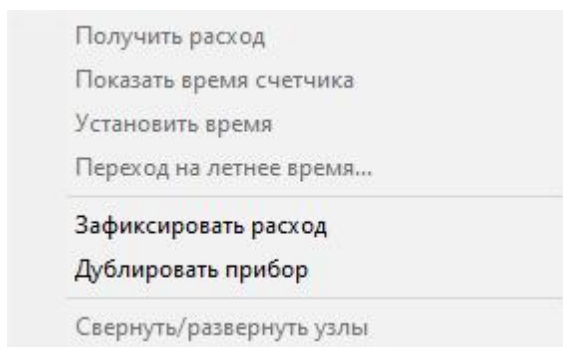 Получить расход
Показать время счетчика
Установить время
Переход на летнее время...
Зафиксировать расход
Дублировать прибор
Свернуть/развернуть узлы